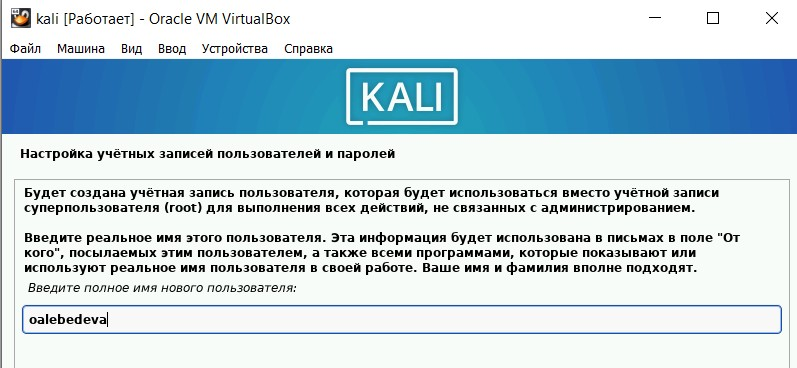 kali [Работает] - Oracle VM VirtualBox
Файл Машина Вид Ввод Устройства Справка
KALI
Настройка учётных записей пользователей и паролей
Будет создана учётная запись пользователя, которая будет использоваться вместо учётной записи
суперпользователя (root) для выполнения всех действий, не связанных с администрированием.
Введите реальное имя этого пользователя. Эта информация будет использована в письмах в поле "От
кого", посылаемых этим пользователем, а также всеми программами, которые показывают или
используют реальное имя пользователя в своей работе. Ваше имя и фамилия вполне подходят.
Введите полное имя нового пользователя:
oalebedeva